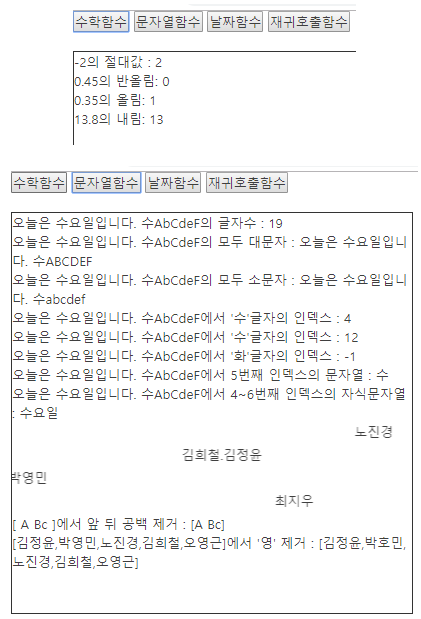 수학함수 문자열함수 날짜함수 재귀호출함수
-2의 절대값 : 2
0.45의 반올림: 0
0.35의 올림: 1
13.8의 내림: 13
수학함수 문자열함수 날짜함수 재귀호출함수
오늘은 수요일입니다. 수AbCdeF의 글자수 : 19
오늘은 수요일입니다. 수AbCdeF의 모두 대문자 : 오늘은 수요일입니
다. 수ABCDEF
오늘은 수요일입니다. 수AbCdeF의 모두 소문자 : 오늘은 수요일입니
다. 수abcdef
오늘은 수요일입니다. 수AbCdeF에서 '수'글자의 인덱스 : 4
오늘은 수요일입니다. 수AbCdeF에서 '수'글자의 인덱스 : 12
오늘은 수요일입니다. 수AbCdeF에서 '화'글자의 인덱스 : -1
오늘은 수요일입니다. 수AbCdeF에서 5번째 인덱스의 문자열 : 수
오늘은 수요일입니다. 수AbCdeF에서 4~6번째 인덱스의 자식문자열
: 수요일
노진경
김희철.김정윤
박영민
최지우
[ A Bc ]에서 앞 뒤 공백 제거 : [A Bc]
[김정윤,박영민,노진경,김희철,오영근]에서 '영' 제거 : [김정윤,박호민,
노진경,김희철,오영근]